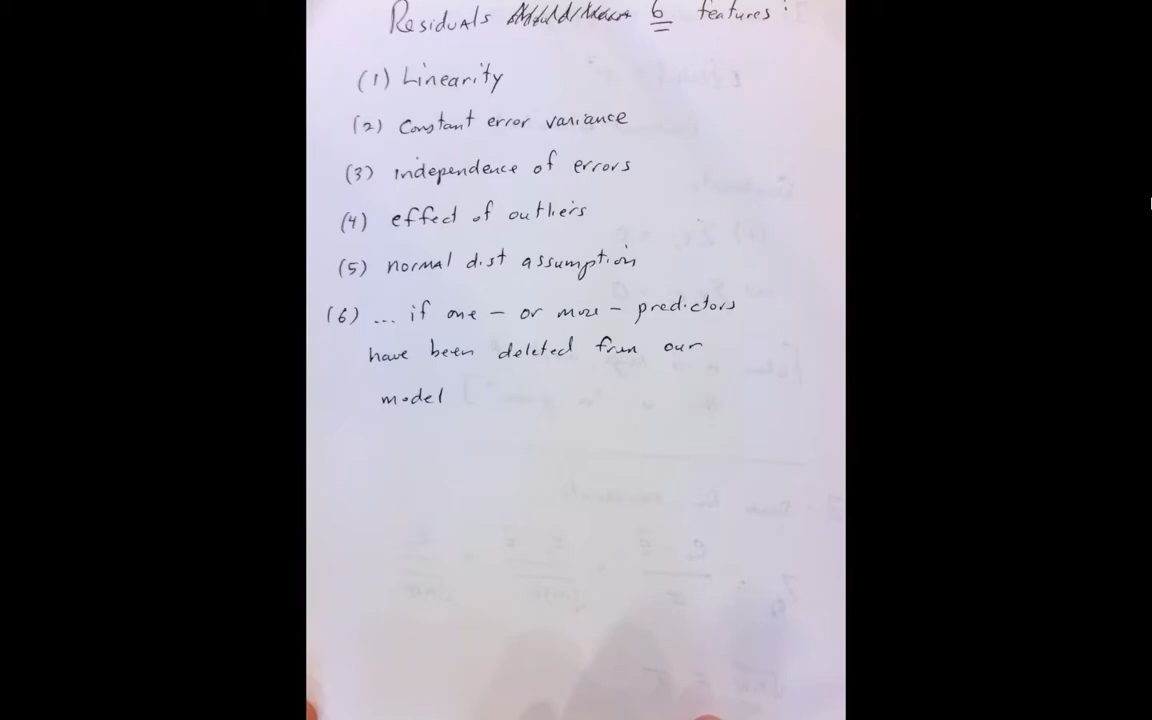 Residuals 6 features:
(1) Linearity
(2) Constant error variance
(3) independence of errors
(4) effect of outliers
(5) normal dist assumption
(6) ... if one - or more - predictors
have been deleted from our
model